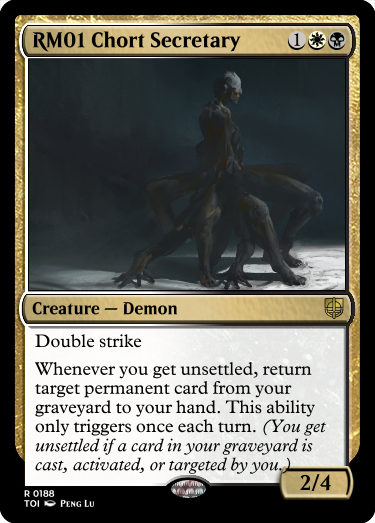 RM01 Chort Secretary 1
Creature — Demon
Double strike
Whenever you get unsettled, return
target permanent card from your
graveyard to your hand. This ability
only triggers once each turn. (You get
unsettled if a card in your graveyard is
cast, activated, or targeted by you.)
2/4
R 0188
TOI Peng Lu